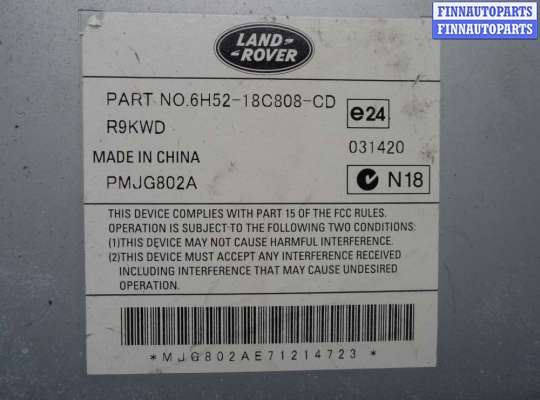 FINNAUTOPARTS
FINNAUTOPARTS
LAND-
ROVER
PART NO.6H52-18C808-CD
e24
R9KWD
031420
MADE IN CHINA
PMJG802A
N18
THIS DEVICE COMPLIES WITH PART 15 OF THE FCC RULES.
OPERATION IS SUBJECT TO THE FOLLOWING TWO CONDITIONS:
(1)THIS DEVICE MAY NOT CAUSE HARMFUL INTERFERENCE.
(2)THIS DEVICE MUST ACCEPT ANY INTERFERENCE RECEIVED
INCLUDING INTERFERENCE THAT MAY CAUSE UNDESIRED
OPERATION.
*MJG802AE71214723*